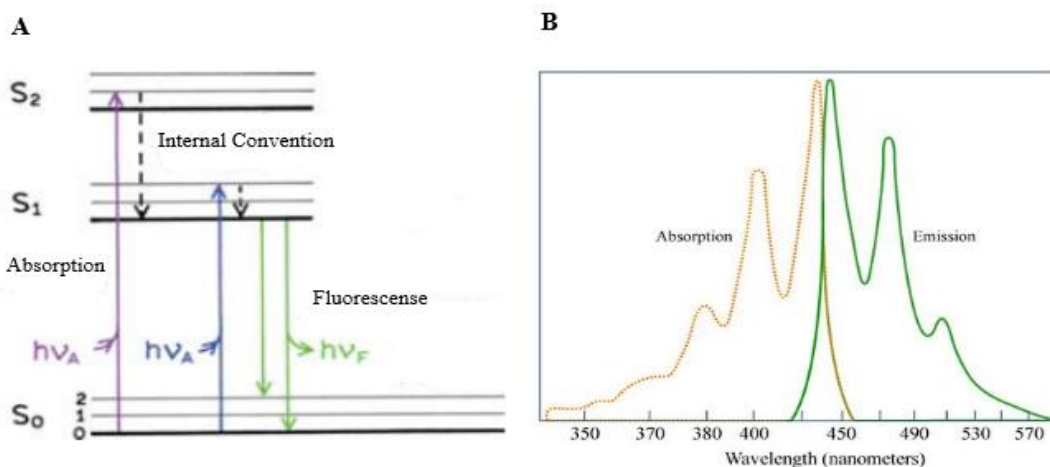 A
S2
Internal Convention
S1
Absorption
Fluorescense
hνA
hνA
hνF
S0
2
1
0
B
Absorption
Emission
350 370 380 400 450 490 530 570
Wavelength (nanometers)